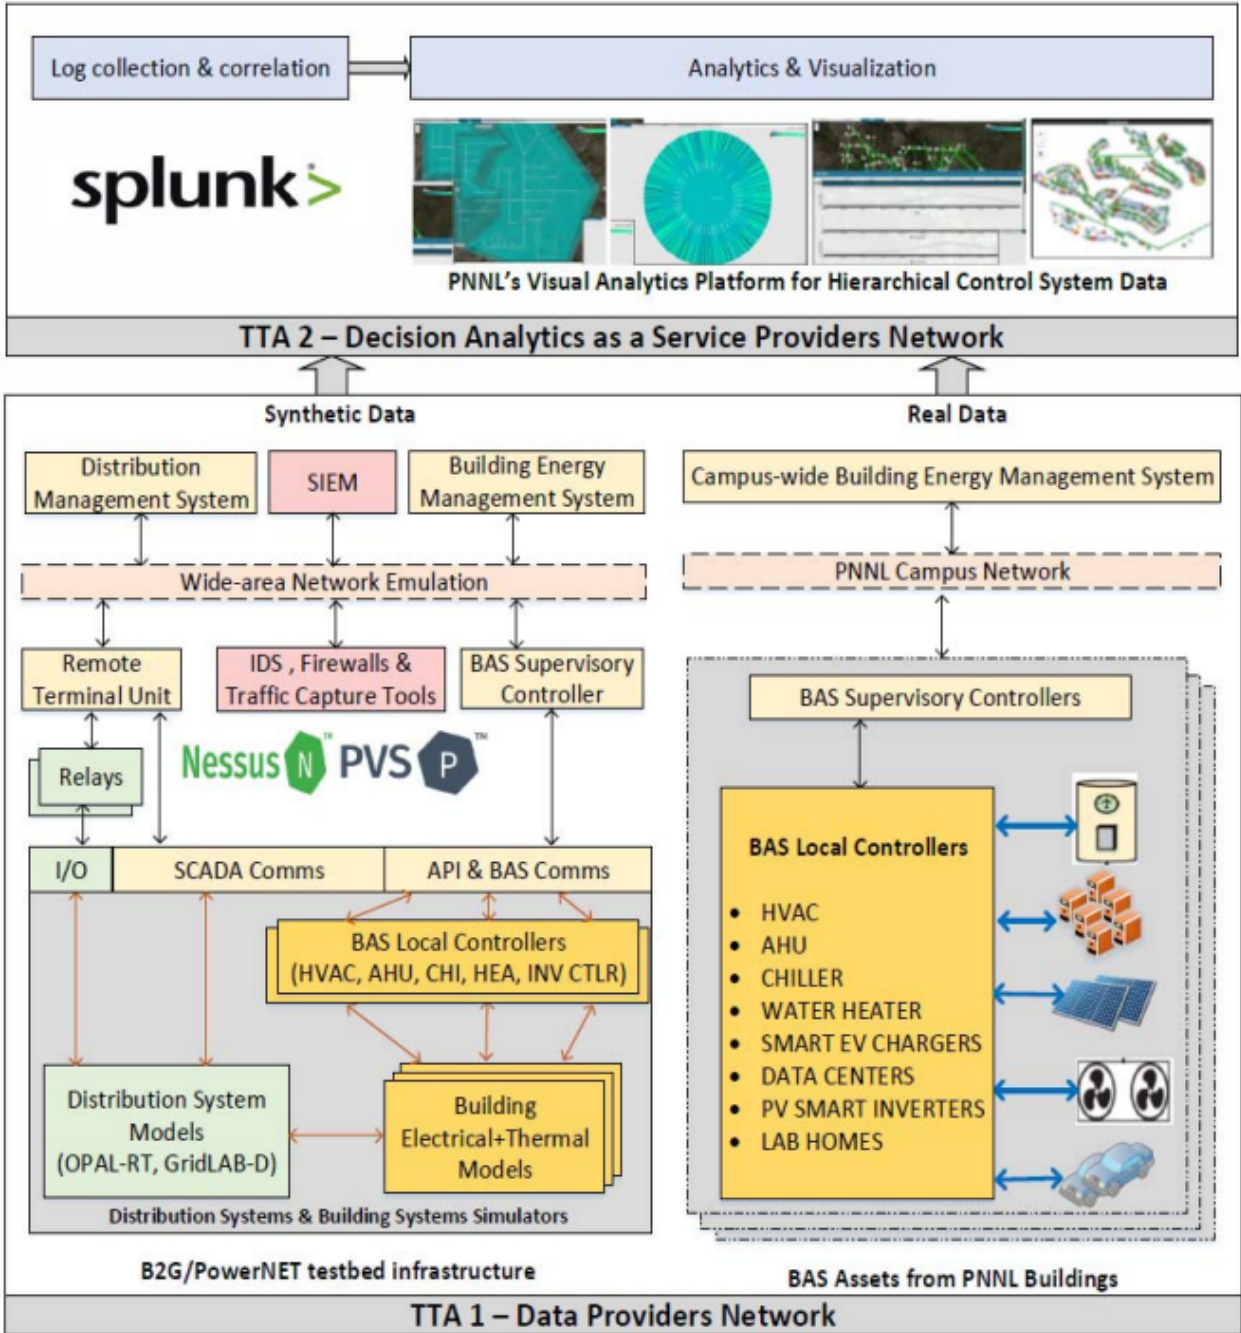 Log collection & correlation
Analytics & Visualization
splunk>
PNNL's Visual Analytics Platform for Hierarchical Control System Data
TTA 2 – Decision Analytics as a Service Providers Network
Synthetic Data
Real Data
Distribution
Management System
SIEM
Building Energy
Management System
Campus-wide Building Energy Management System
Wide-area Network Emulation
PNNL Campus Network
Remote
Terminal Unit
IDS , Firewalls &
Traffic Capture Tools
BAS Supervisory
Controller
BAS Supervisory Controllers
Relays
Nessus N ™ PVS P ™
I/O
SCADA Comms
API & BAS Comms
BAS Local Controllers
(HVAC, AHU, CHI, HEA, INV CTLR)
Distribution System
Models
(OPAL-RT, GridLAB-D)
Building
Electrical+Thermal
Models
Distribution Systems & Building Systems Simulators
BAS Local Controllers
• HVAC
• AHU
• CHILLER
• WATER HEATER
• SMART EV CHARGERS
• DATA CENTERS
• PV SMART INVERTERS
• LAB HOMES
B2G/PowerNET testbed infrastructure
BAS Assets from PNNL Buildings
TTA 1 – Data Providers Network